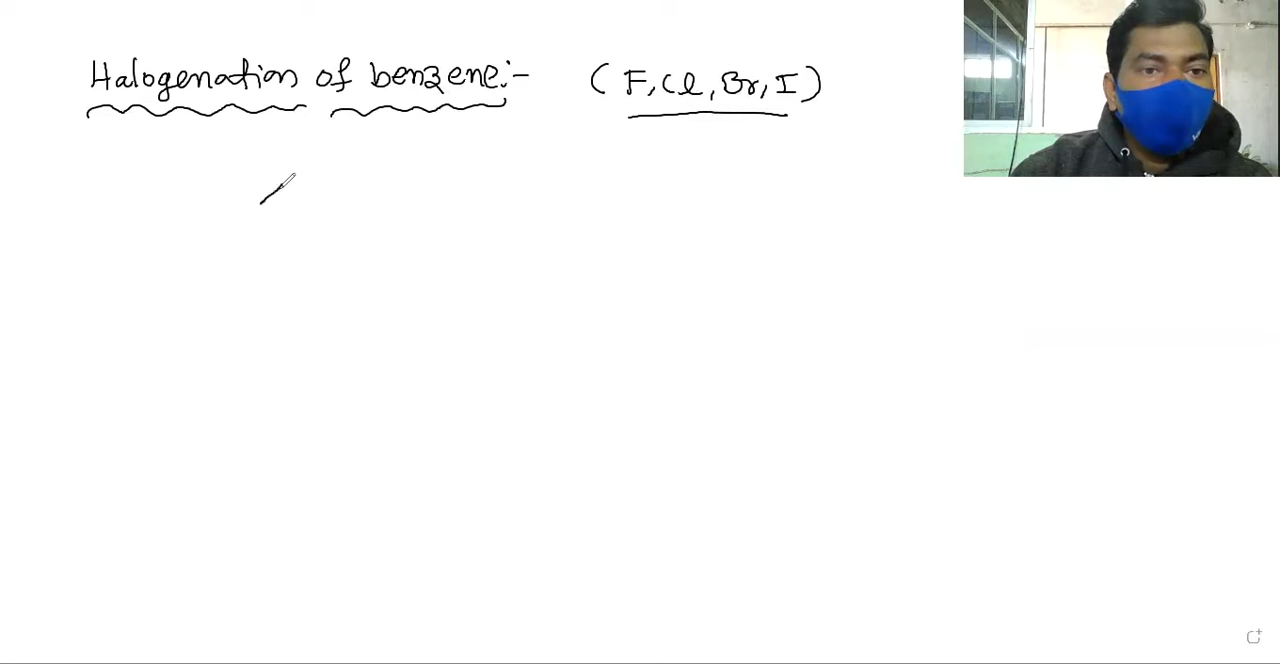 Halogenation of benzene:- (F, Cl, Br, I)